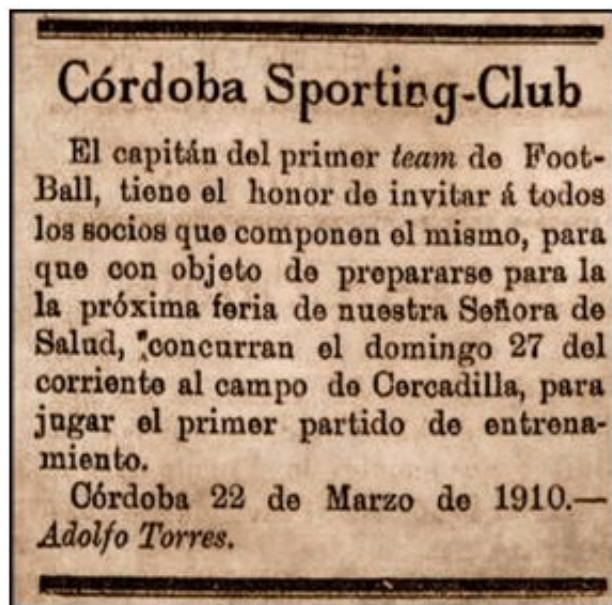 Córdoba Sporting-Club
El capitán del primer team de Foot-
Ball, tiene el honor de invitar á todos
los socios que componen el mismo, para
que con objeto de prepararse para la
la próxima feria de nuestra Señora de
Salud, concurran el domingo 27 del
corriente al campo de Cercadilla, para
jugar el primer partido de entrena-
miento.
Córdoba 22 de Marzo de 1910.—
Adolfo Torres.